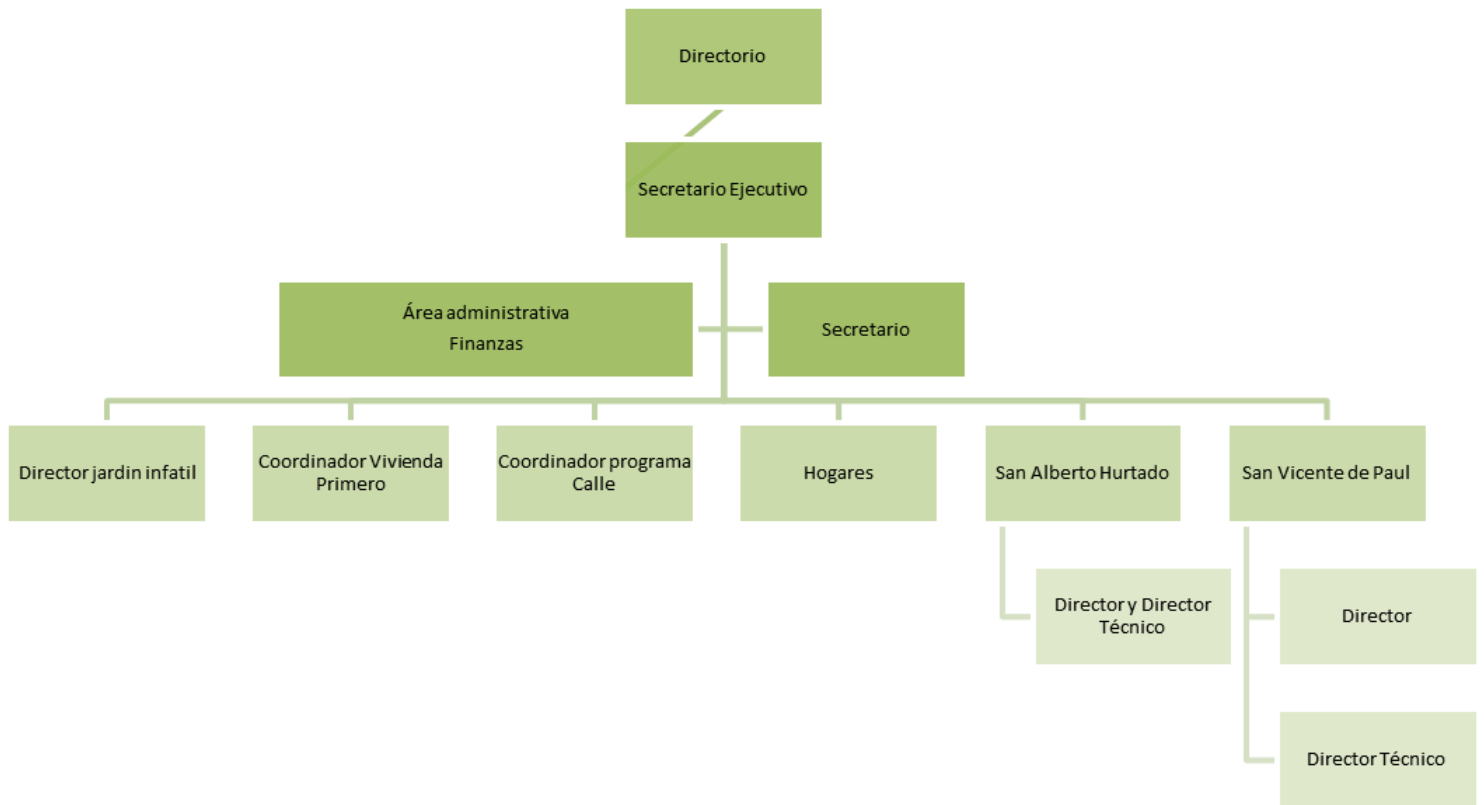 Directorio
Secretario Ejecutivo
Área administrativa
Finanzas
Secretario
Director jardin infatil
Coordinador Vivienda
Primero
Coordinador programa
Calle
Hogares
San Alberto Hurtado
San Vicente de Paul
Director y Director
Técnico
Director
Director Técnico